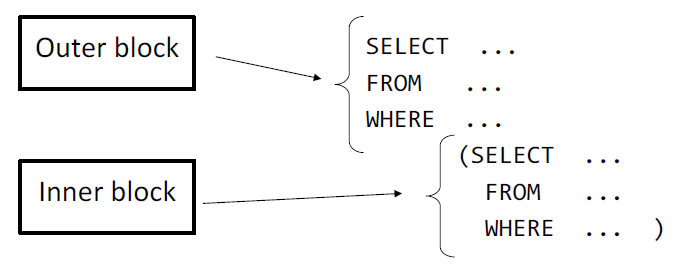 Outer block
SELECT ...
FROM ...
WHERE ...
Inner block
(SELECT ...
FROM ...
WHERE ... )